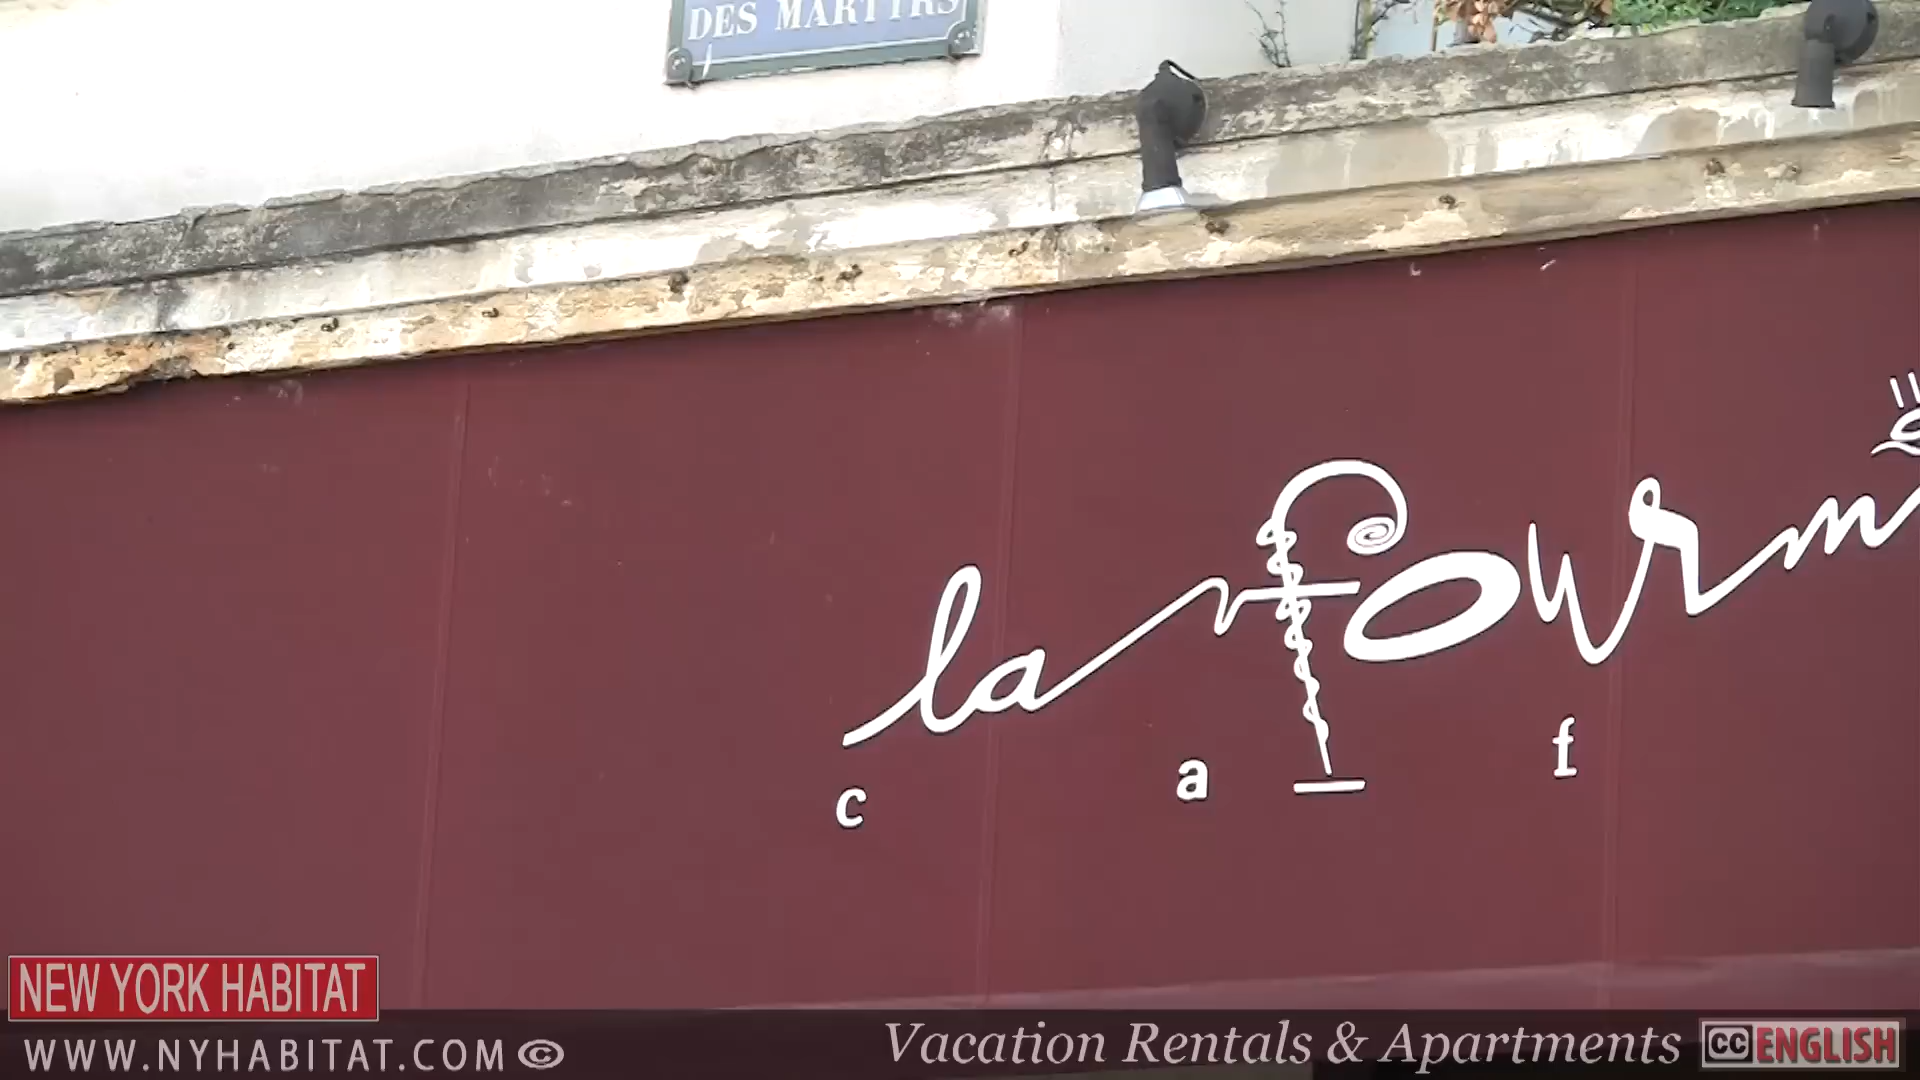 DES MARTYRS
la fourm
c a f
NEW YORK HABITAT
WWW.NYHABITAT.COM ©
Vacation Rentals & Apartments
CC ENGLISH